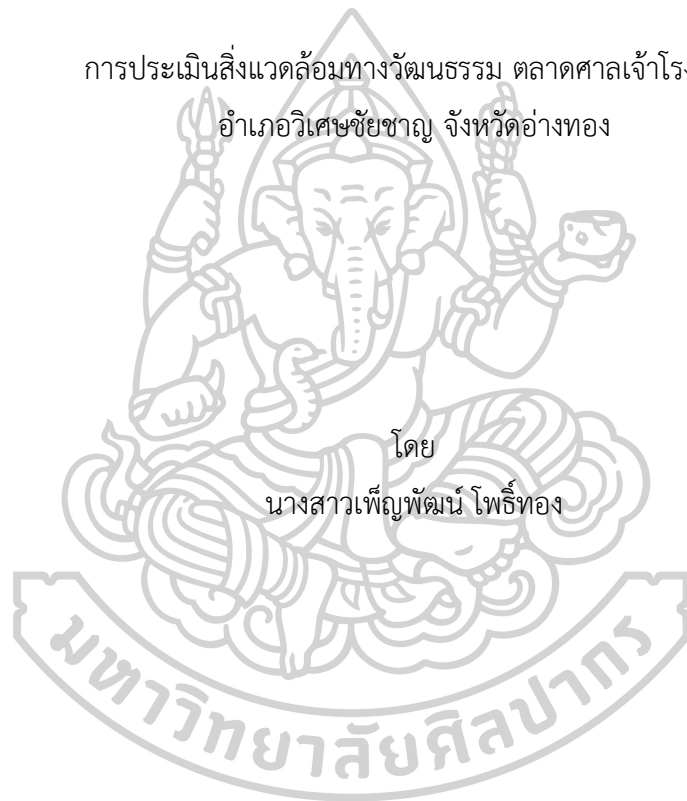 การประเมินสิ่งแวดล้อมทางวัฒนธรรม ตลาดศาลเจ้าโรง
อำเภอวิเศษชัยชาญ จังหวัดอ่างทอง
โดย
นางสาวเพ็ญพัฒน์ โพธิ์ทอง
มหาวิทยาลัยศิลปากร